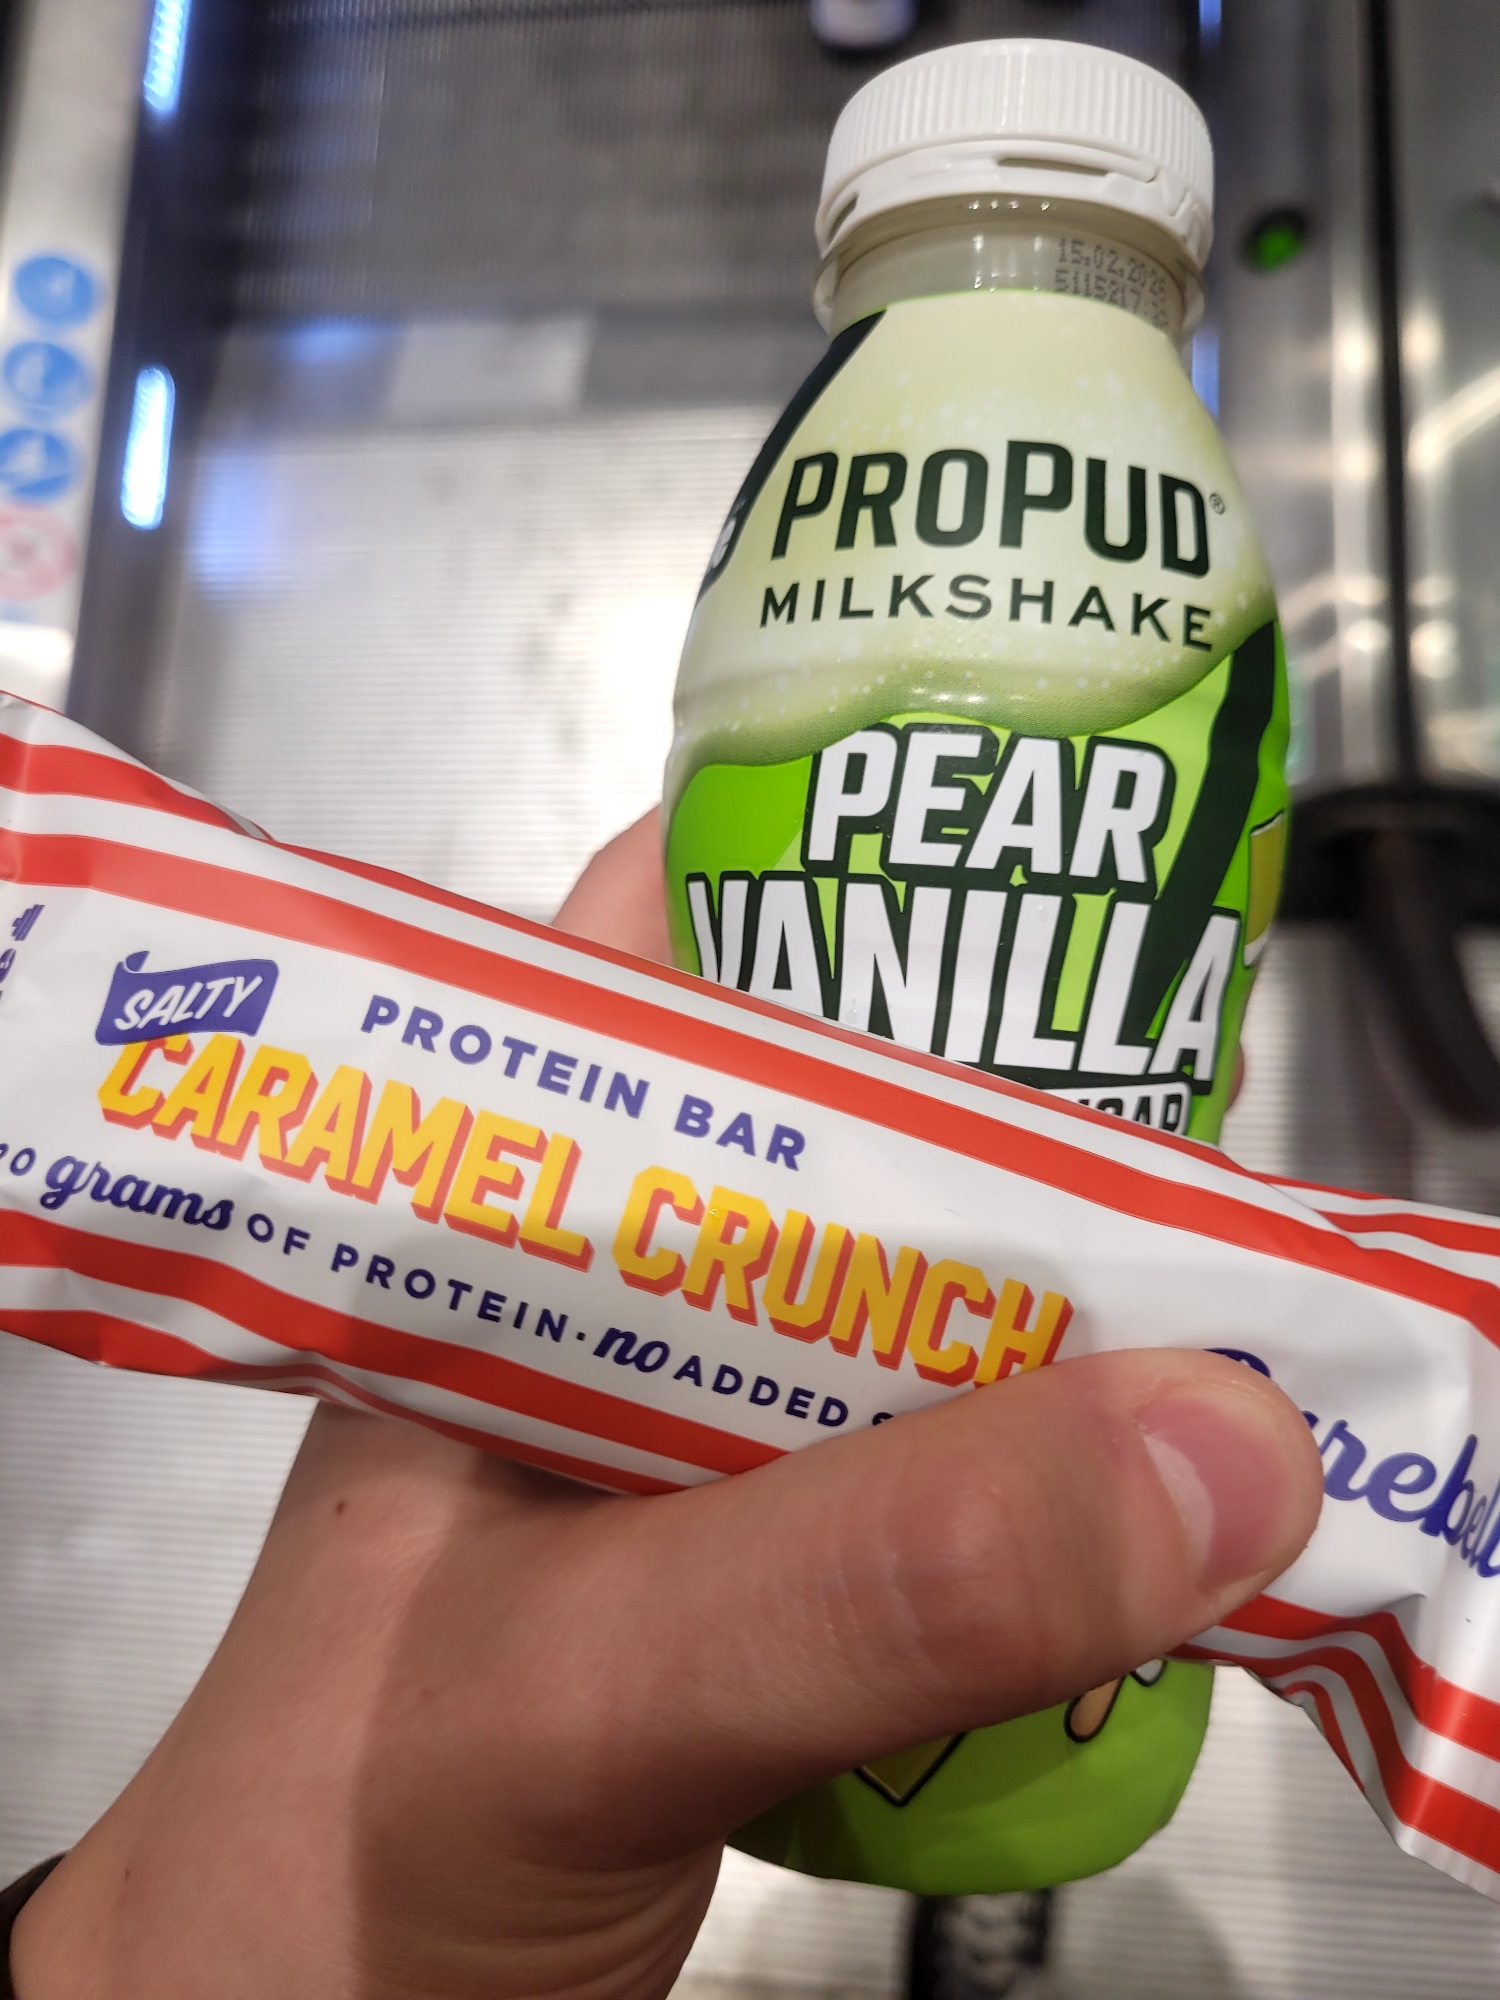 PROPUD®
MILKSHAKE
PEAR
VANILLA
SALTY
PROTEIN BAR
CARAMEL CRUNCH
grams OF PROTEIN · no ADDED